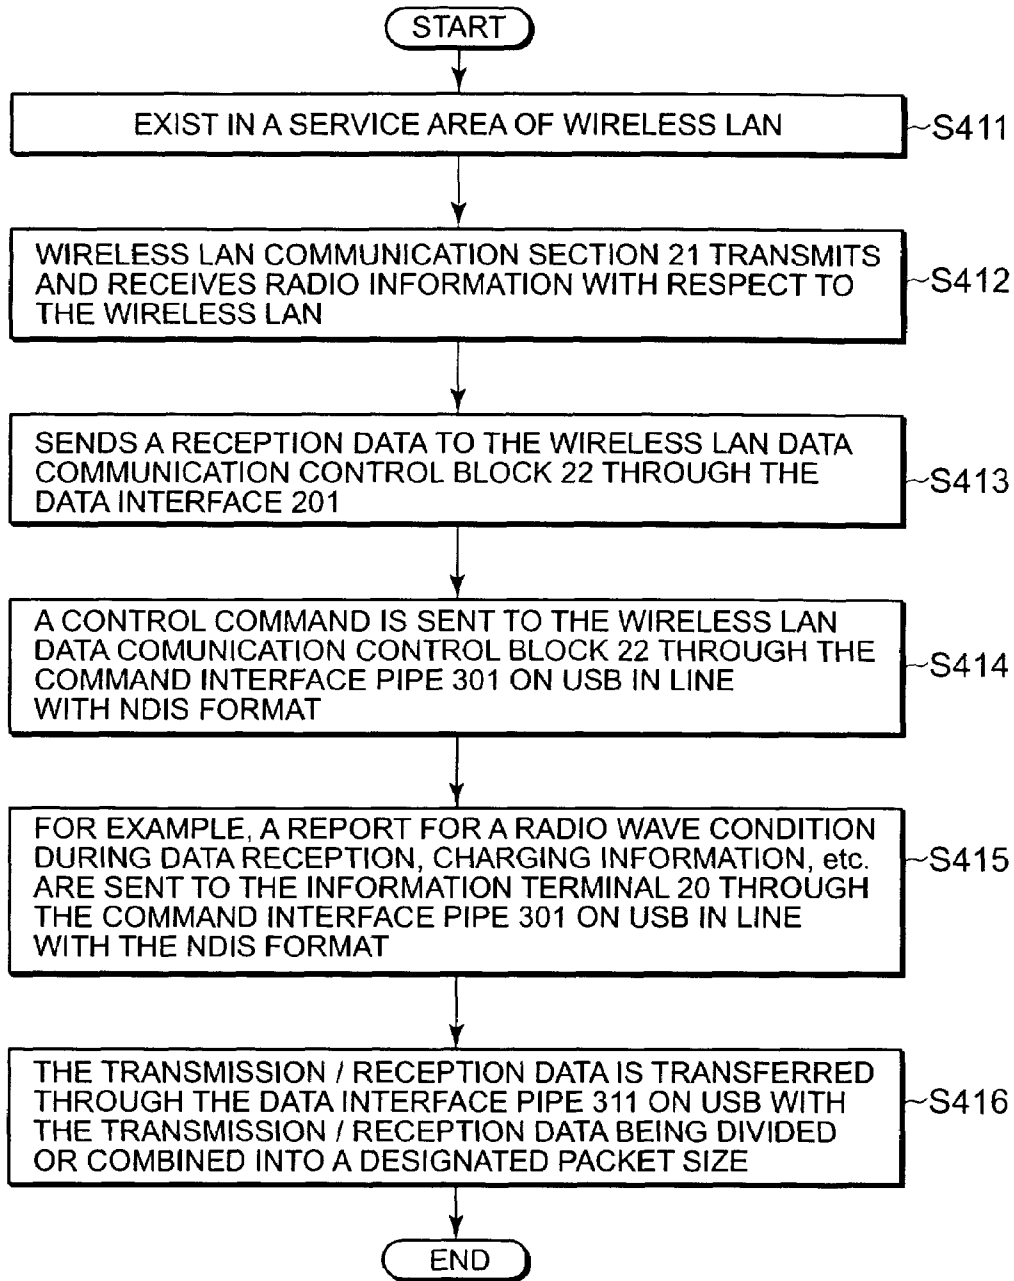 START
EXIST IN A SERVICE AREA OF WIRELESS LAN
S411
WIRELESS LAN COMMUNICATION SECTION 21 TRANSMITS
AND RECEIVES RADIO INFORMATION WITH RESPECT TO
THE WIRELESS LAN
S412
SENDS A RECEPTION DATA TO THE WIRELESS LAN DATA
COMMUNICATION CONTROL BLOCK 22 THROUGH THE
DATA INTERFACE 201
S413
A CONTROL COMMAND IS SENT TO THE WIRELESS LAN
DATA COMUNICATION CONTROL BLOCK 22 THROUGH THE
COMMAND INTERFACE PIPE 301 ON USB IN LINE
WITH NDIS FORMAT
S414
FOR EXAMPLE, A REPORT FOR A RADIO WAVE CONDITION
DURING DATA RECEPTION, CHARGING INFORMATION, etc.
ARE SENT TO THE INFORMATION TERMINAL 20 THROUGH
THE COMMAND INTERFACE PIPE 301 ON USB IN LINE
WITH THE NDIS FORMAT
S415
THE TRANSMISSION / RECEPTION DATA IS TRANSFERRED
THROUGH THE DATA INTERFACE PIPE 311 ON USB WITH
THE TRANSMISSION / RECEPTION DATA BEING DIVIDED
OR COMBINED INTO A DESIGNATED PACKET SIZE
S416
END